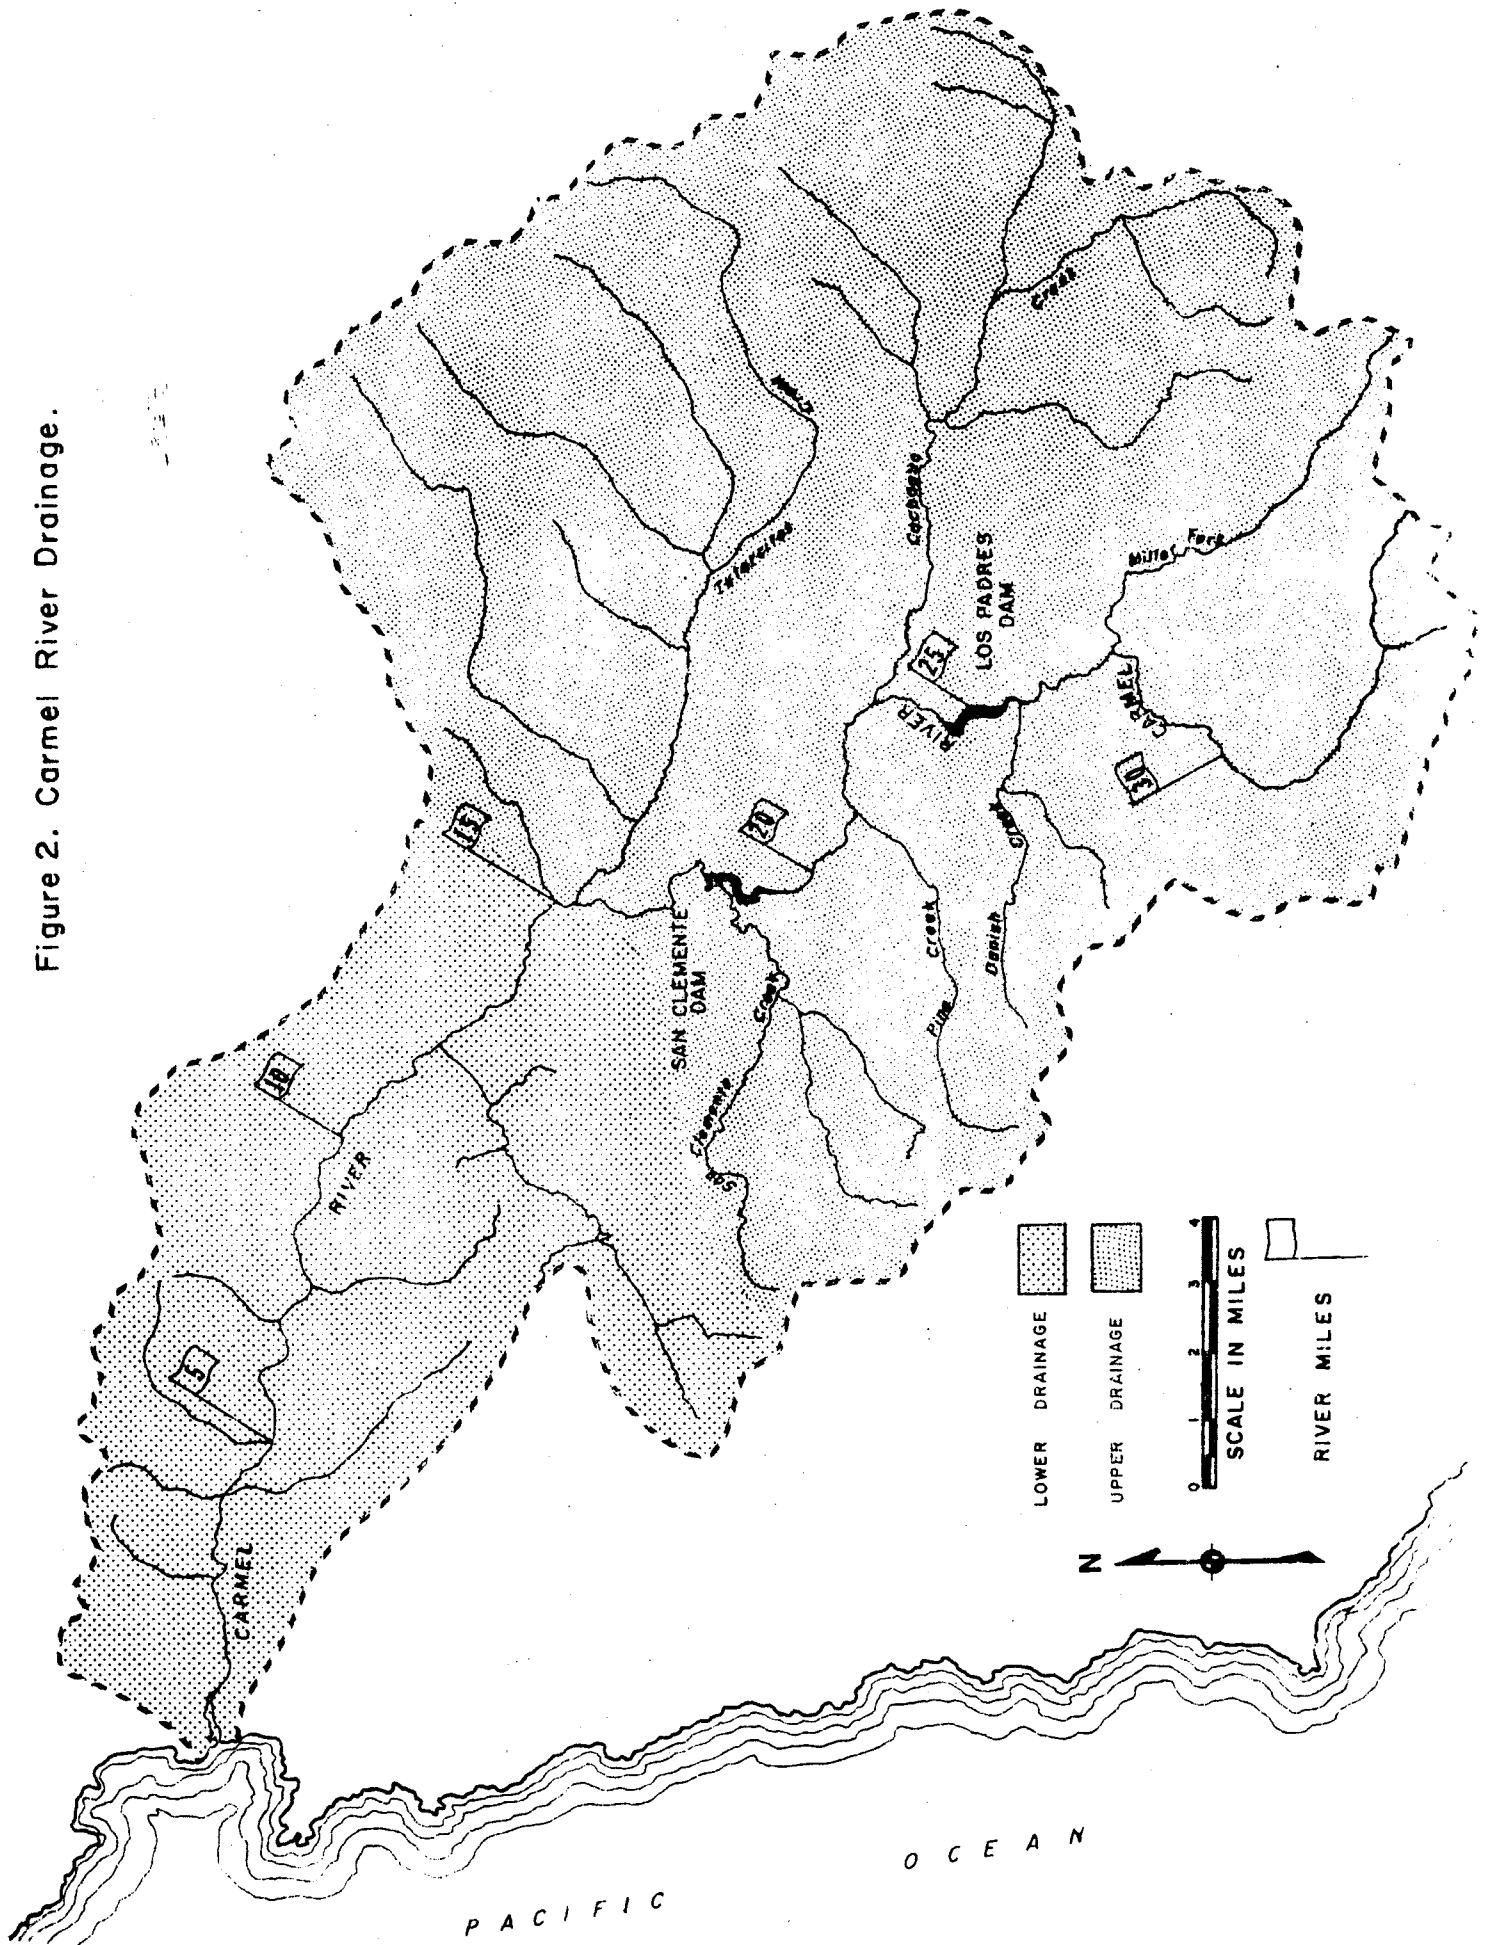 Figure 2. Carmel River Drainage.
15
10
5
20
25
30
RIVER
CARMEL
SAN CLEMENTE
DAM
San Clemente Creek
Creek
Cachagua
Creek
LOS PADRES
DAM
RIVER
CARMEL
Miller Fork
Pine Creek
Danish Creek
LOWER DRAINAGE
UPPER DRAINAGE
0 1 2 3 4
SCALE IN MILES
RIVER MILES
N
PACIFIC OCEAN